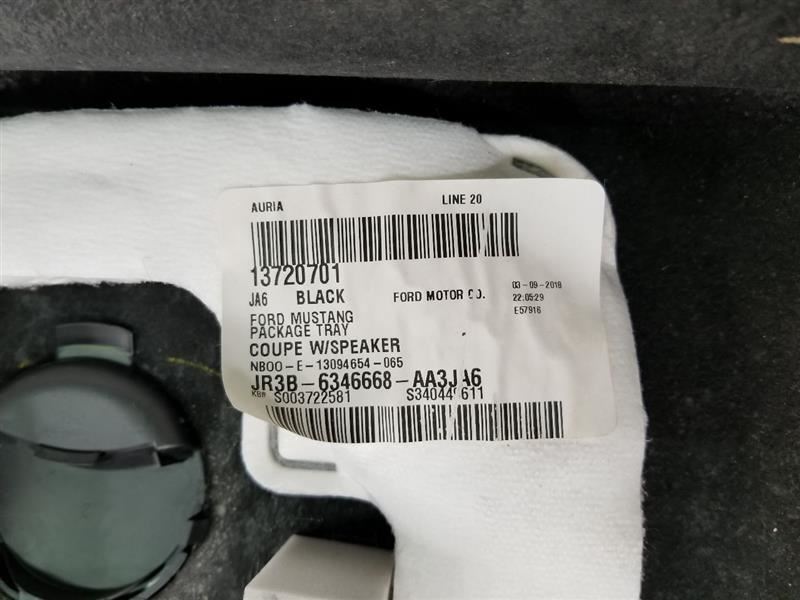 AURIA LINE 20
13720701
JA6 BLACK FORD MOTOR CO.
03-09-2018
22:05:29
E57916
FORD MUSTANG
PACKAGE TRAY
COUPE W/SPEAKER
NBOO-E-13094654-065
JR3B-6346668-AA3JA6
KB# S003722581